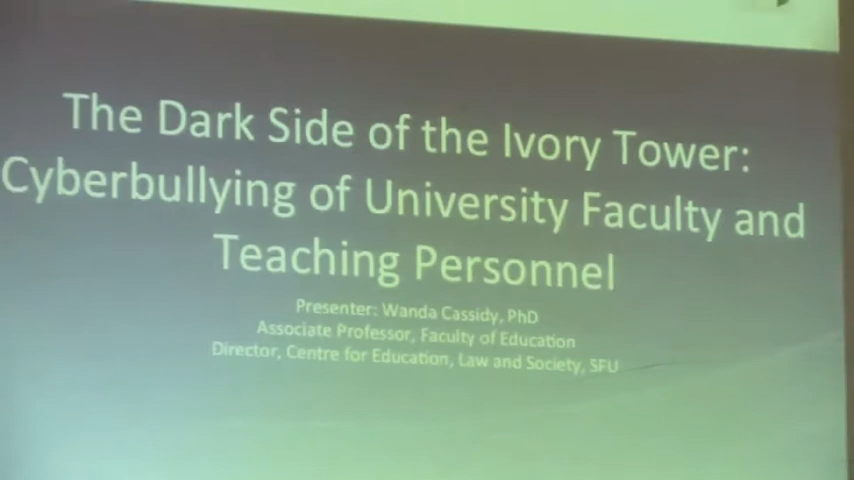 The Dark Side of the Ivory Tower:
Cyberbullying of University Faculty and
Teaching Personnel
Presenter: Wanda Cassidy, PhD
Associate Professor, Faculty of Education
Director, Centre for Education, Law and Society, SFU